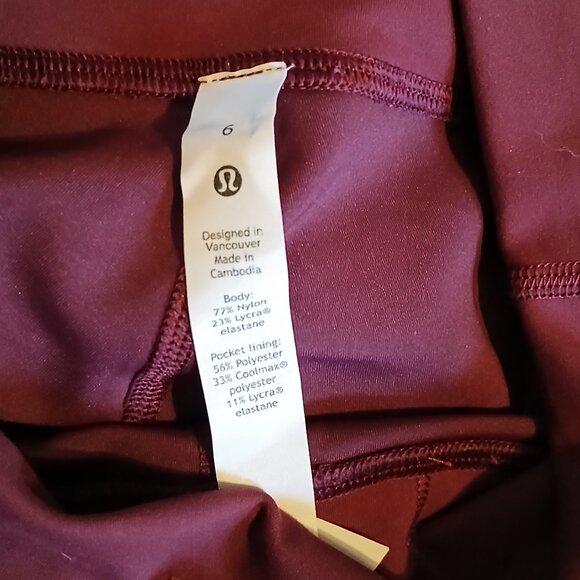 6
Designed in
Vancouver
Made in
Cambodia
Body:
77% Nylon
23% Lycra®
elastane
Pocket lining:
56% Polyester
33% Coolmax®
polyester
11% Lycra®
elastane